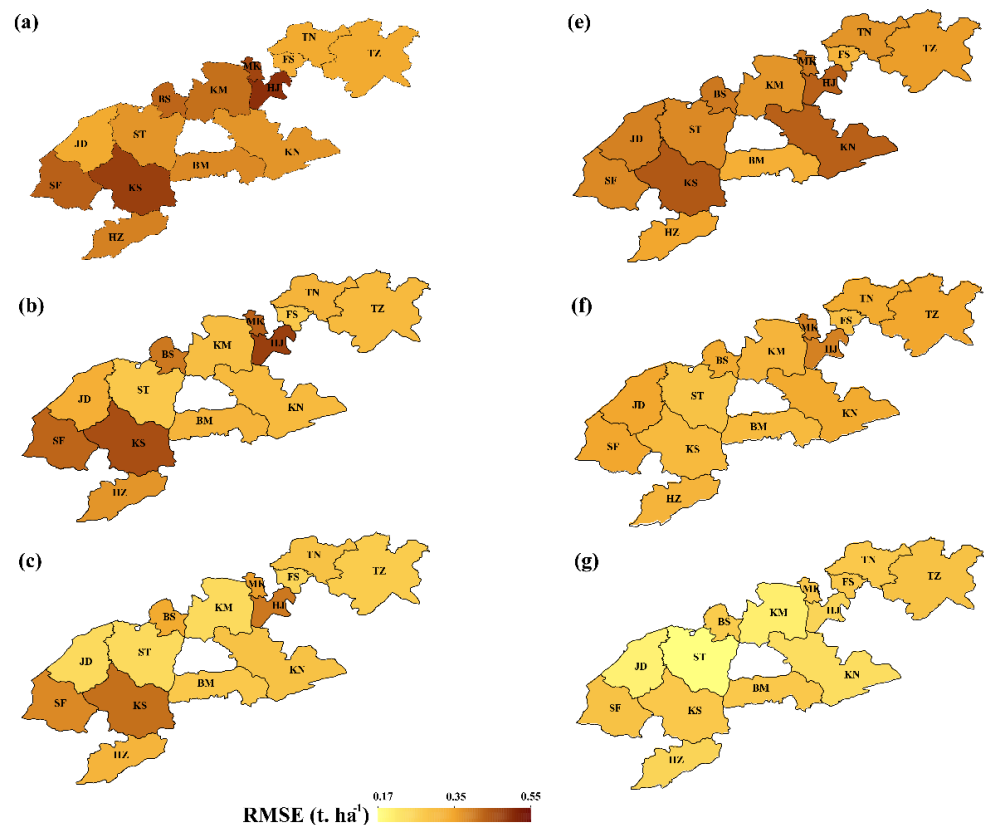 (a)
TN
TZ
FS
MK
HJ
KM
BS
ST
JD
KN
BM
SF
KS
HZ
(e)
TN
TZ
FS
MK
HJ
KM
BS
ST
JD
KN
BM
SF
KS
HZ
(b)
TN
TZ
FS
MK
HJ
KM
BS
ST
JD
KN
BM
SF
KS
HZ
(f)
TN
TZ
FS
MK
HJ
KM
BS
ST
JD
KN
BM
SF
KS
HZ
(c)
TN
TZ
FS
MK
HJ
KM
BS
ST
JD
KN
BM
SF
KS
HZ
(g)
TN
TZ
FS
MK
HJ
KM
BS
ST
JD
KN
BM
SF
KS
HZ
0.17 0.35 0.55
RMSE (t. ha⁻¹)